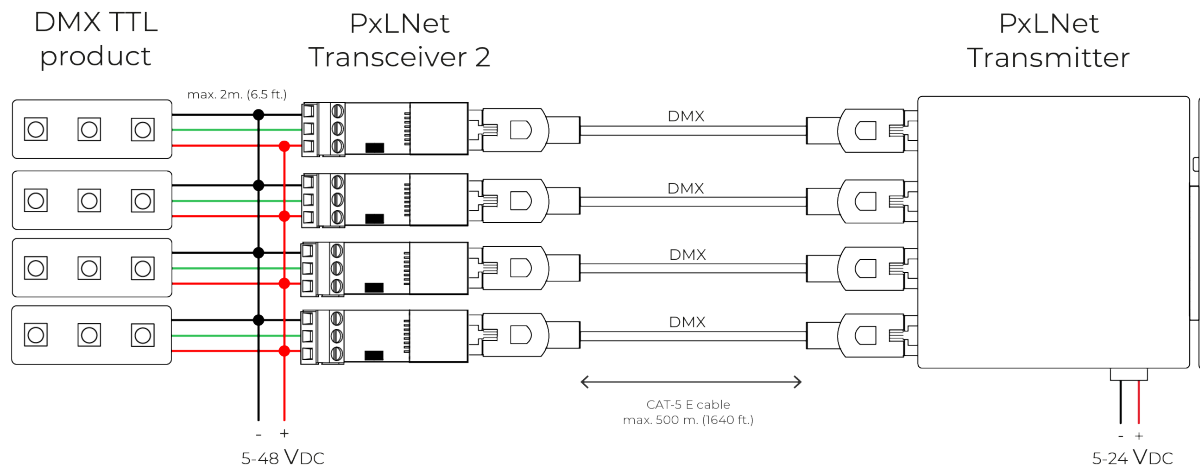 DMX TTL
product
PxLNet
Transceiver 2
PxLNet
Transmitter
max. 2m. (6.5 ft.)
DMX
DMX
DMX
DMX
CAT-5 E cable
max. 500 m. (1640 ft.)
- +
5-48 VDC
- +
5-24 VDC